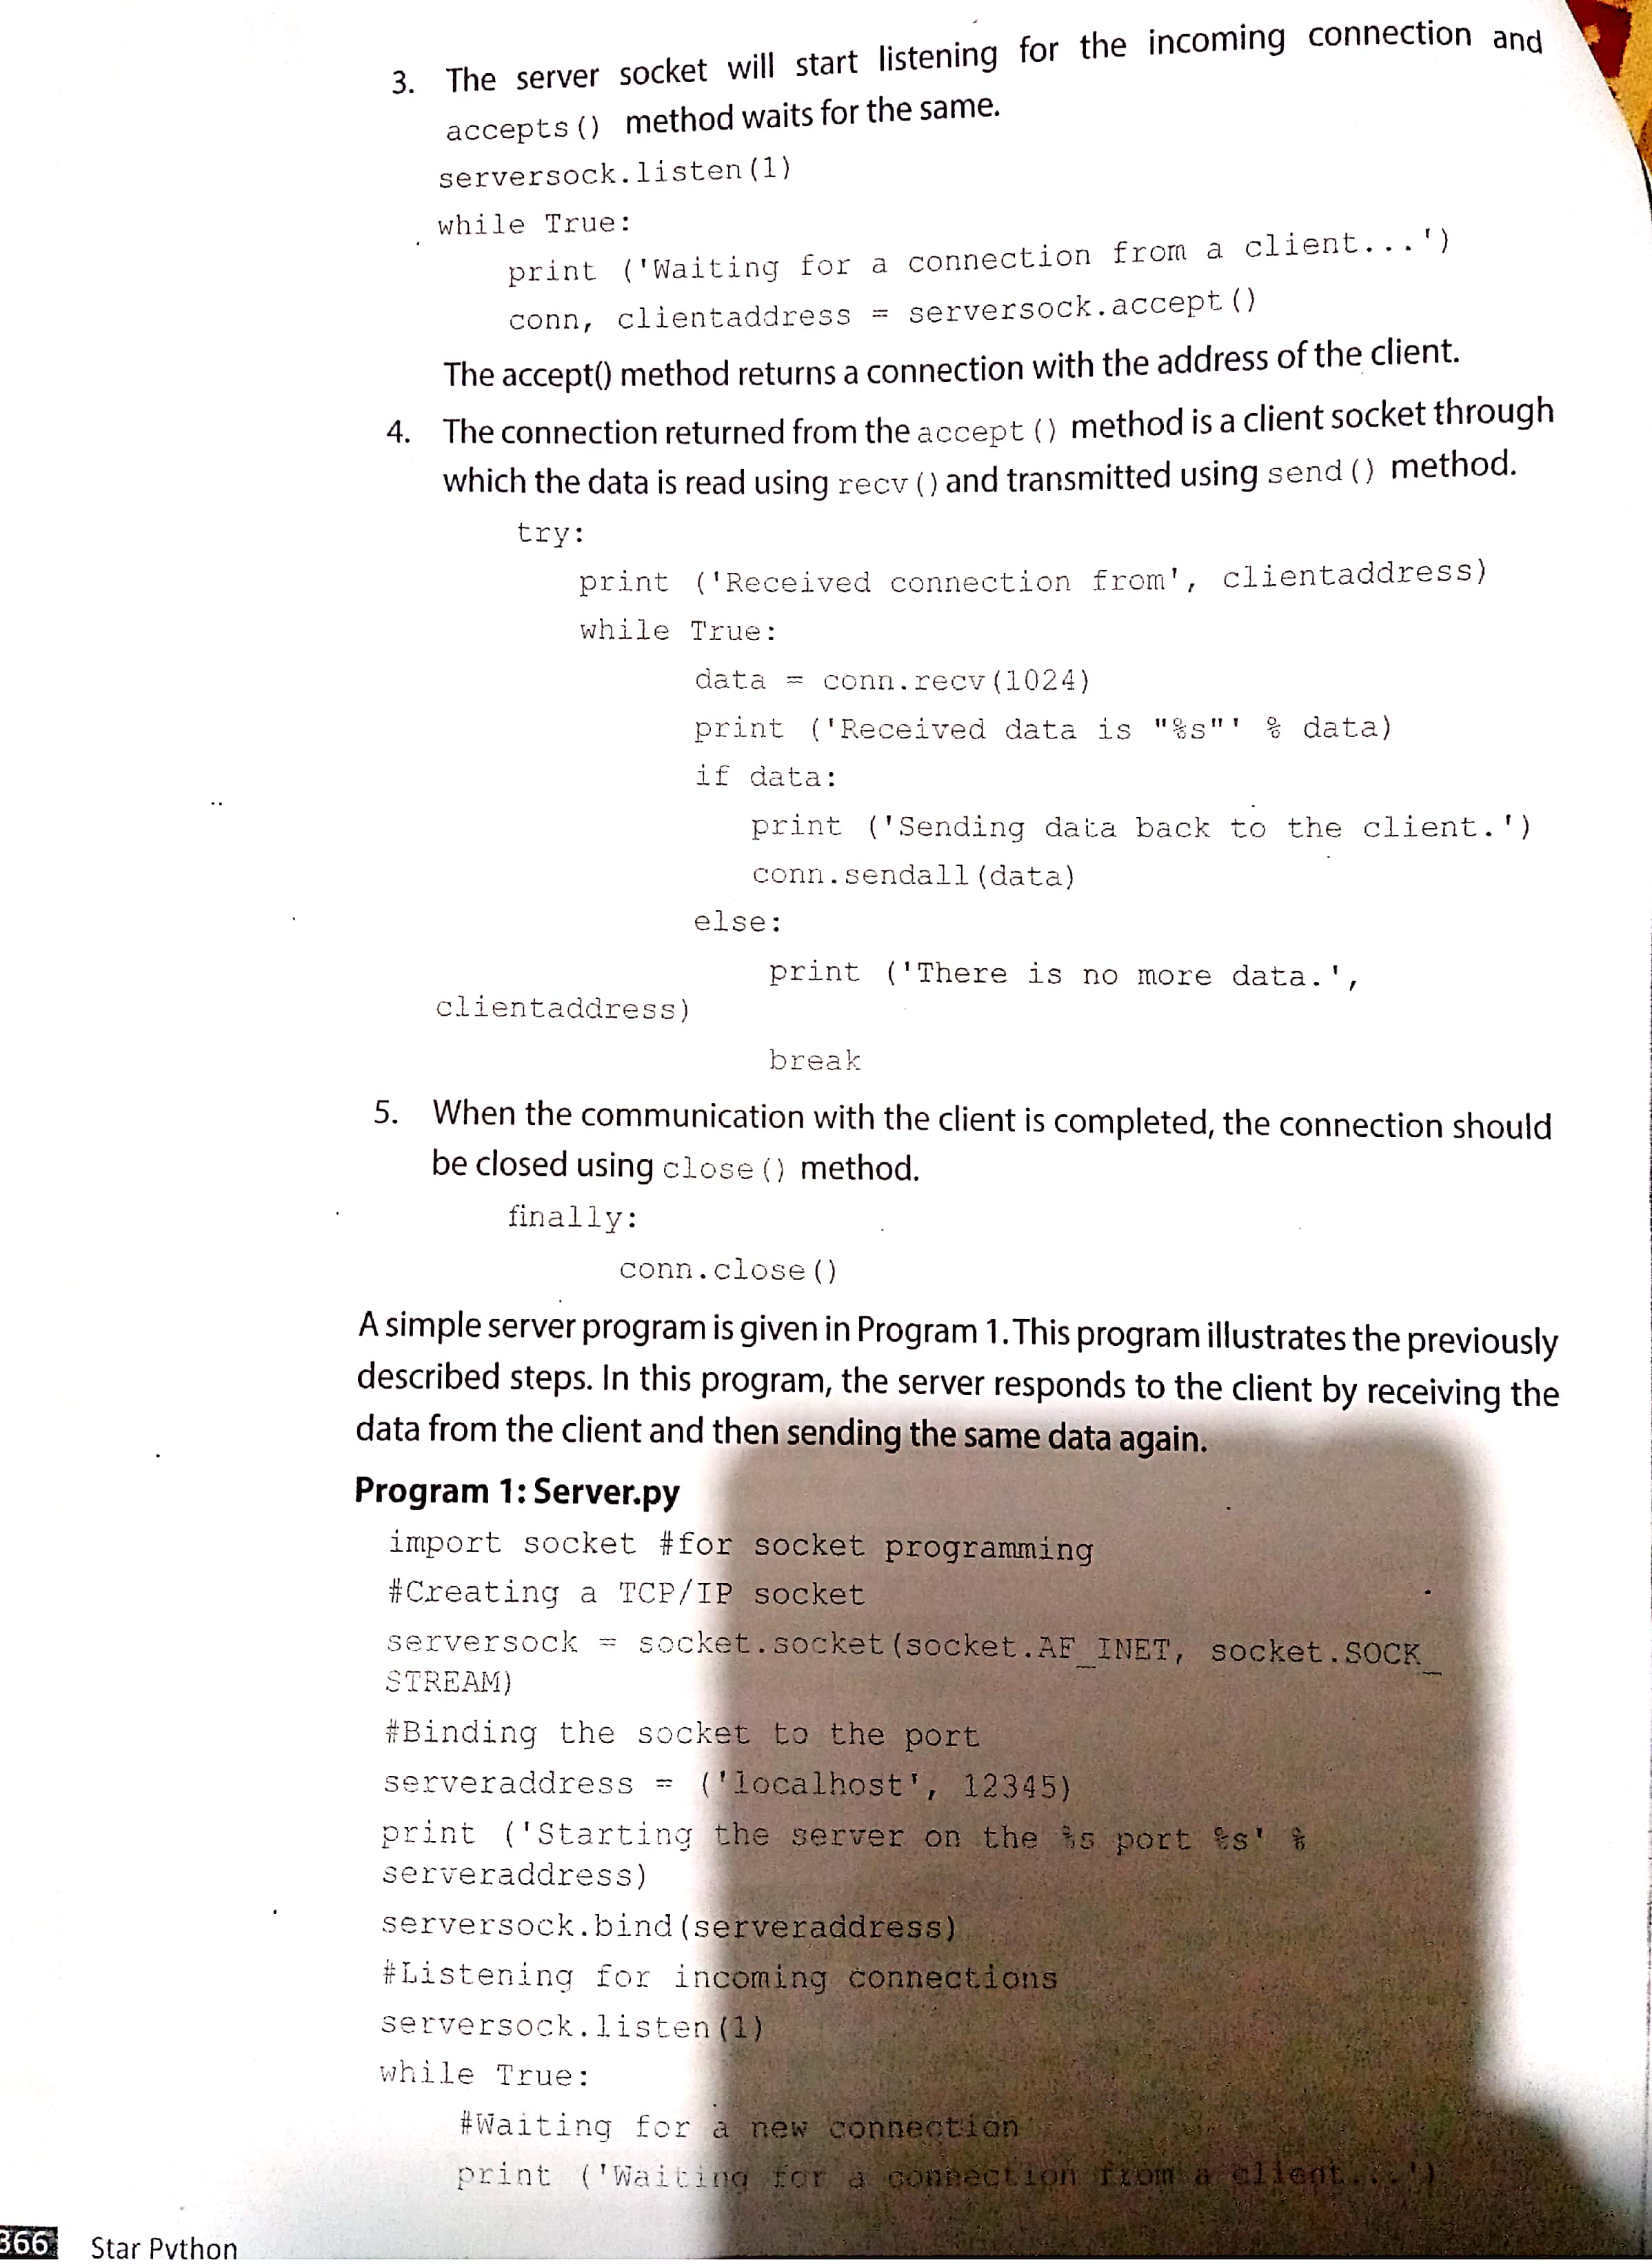 3. The server socket will start listening for the incoming connection and
accepts() method waits for the same.
serversock.listen(1)
while True:
print ('Waiting for a connection from a client...')
conn, clientaddress = serversock.accept()
The accept() method returns a connection with the address of the client.
4. The connection returned from the accept() method is a client socket through
which the data is read using recv() and transmitted using send() method.
try:
print ('Received connection from', clientaddress)
while True:
data = conn.recv(1024)
print ('Received data is "%s"' % data)
if data:
print ('Sending data back to the client.')
conn.sendall(data)
else:
print ('There is no more data.',
clientaddress)
break
5. When the communication with the client is completed, the connection should
be closed using close() method.
finally:
conn.close()
A simple server program is given in Program 1. This program illustrates the previously
described steps. In this program, the server responds to the client by receiving the
data from the client and then sending the same data again.
Program 1: Server.py
import socket #for socket programming
#Creating a TCP/IP socket
serversock = socket.socket(socket.AF_INET, socket.SOCK_
STREAM)
#Binding the socket to the port
serveraddress = ('localhost', 12345)
print ('Starting the server on the %s port %s' %
serveraddress)
serversock.bind(serveraddress)
#Listening for incoming connections
serversock.listen(1)
while True:
#Waiting for a new connection
print ('Waiting for a connection from a client...')
366 Star Python